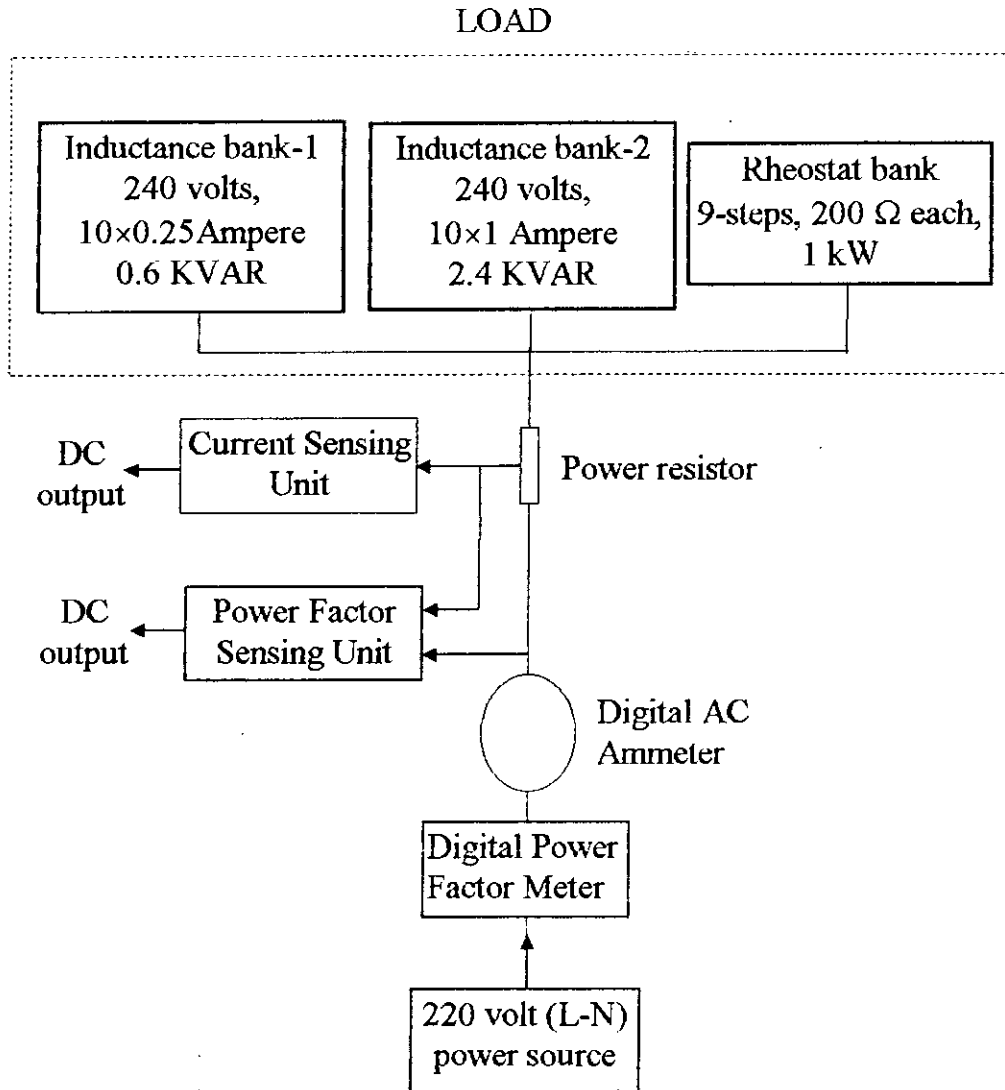 LOAD
Inductance bank-1
240 volts,
10×0.25Ampere
0.6 KVAR
Inductance bank-2
240 volts,
10×1 Ampere
2.4 KVAR
Rheostat bank
9-steps, 200 Ω each,
1 kW
DC
output
Current Sensing
Unit
Power resistor
DC
output
Power Factor
Sensing Unit
Digital AC
Ammeter
Digital Power
Factor Meter
220 volt (L-N)
power source